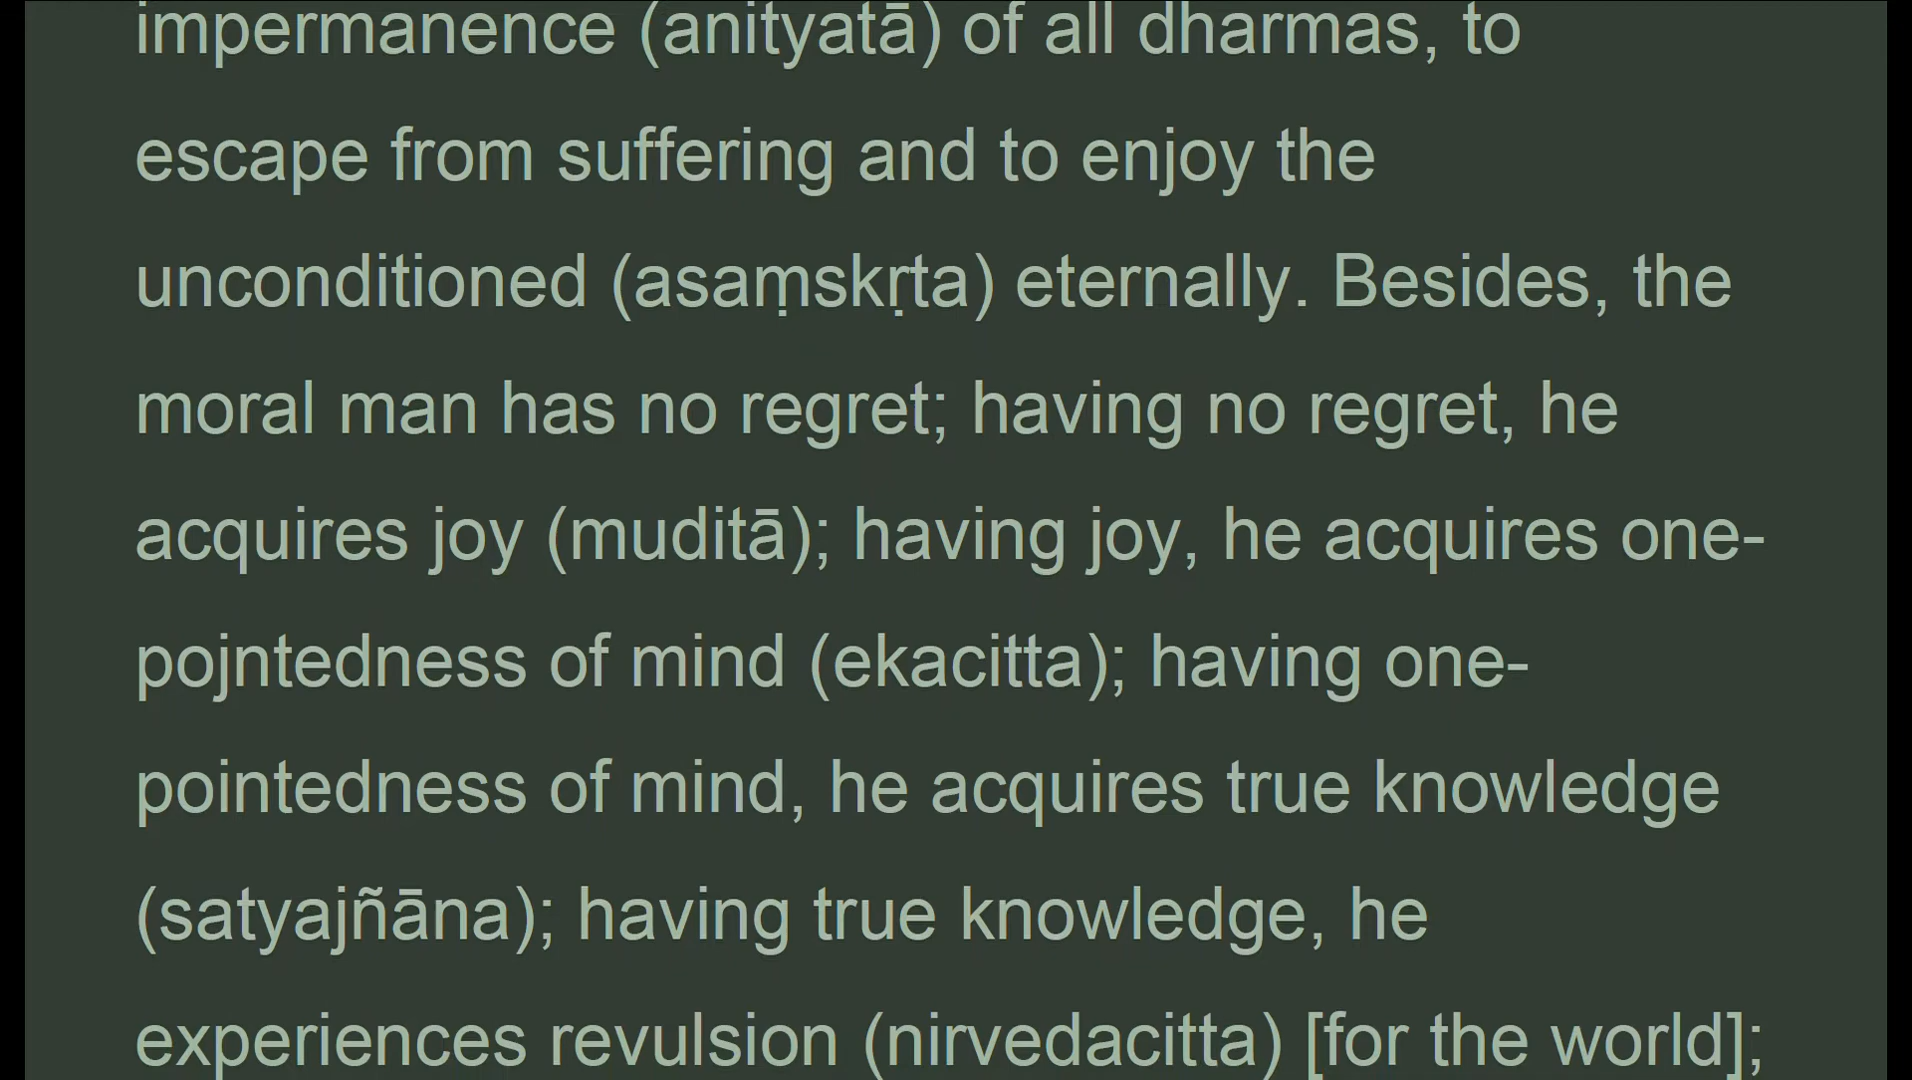 impermanence (anityatā) of all dharmas, to
escape from suffering and to enjoy the
unconditioned (asaṃskṛta) eternally. Besides, the
moral man has no regret; having no regret, he
acquires joy (muditā); having joy, he acquires one-
pojntedness of mind (ekacitta); having one-
pointedness of mind, he acquires true knowledge
(satyajñāna); having true knowledge, he
experiences revulsion (nirvedacitta) [for the world];